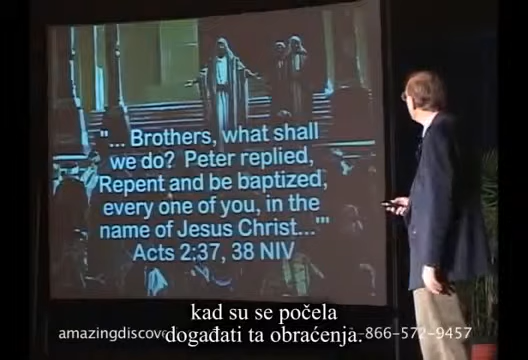 "... Brothers, what shall
we do? Peter replied,
Repent and be baptized,
every one of you, in the
name of Jesus Christ..."'
Acts 2:37, 38 NIV
kad su se počela
događati ta obraćenja.
amazingdiscov
-866-572-9457